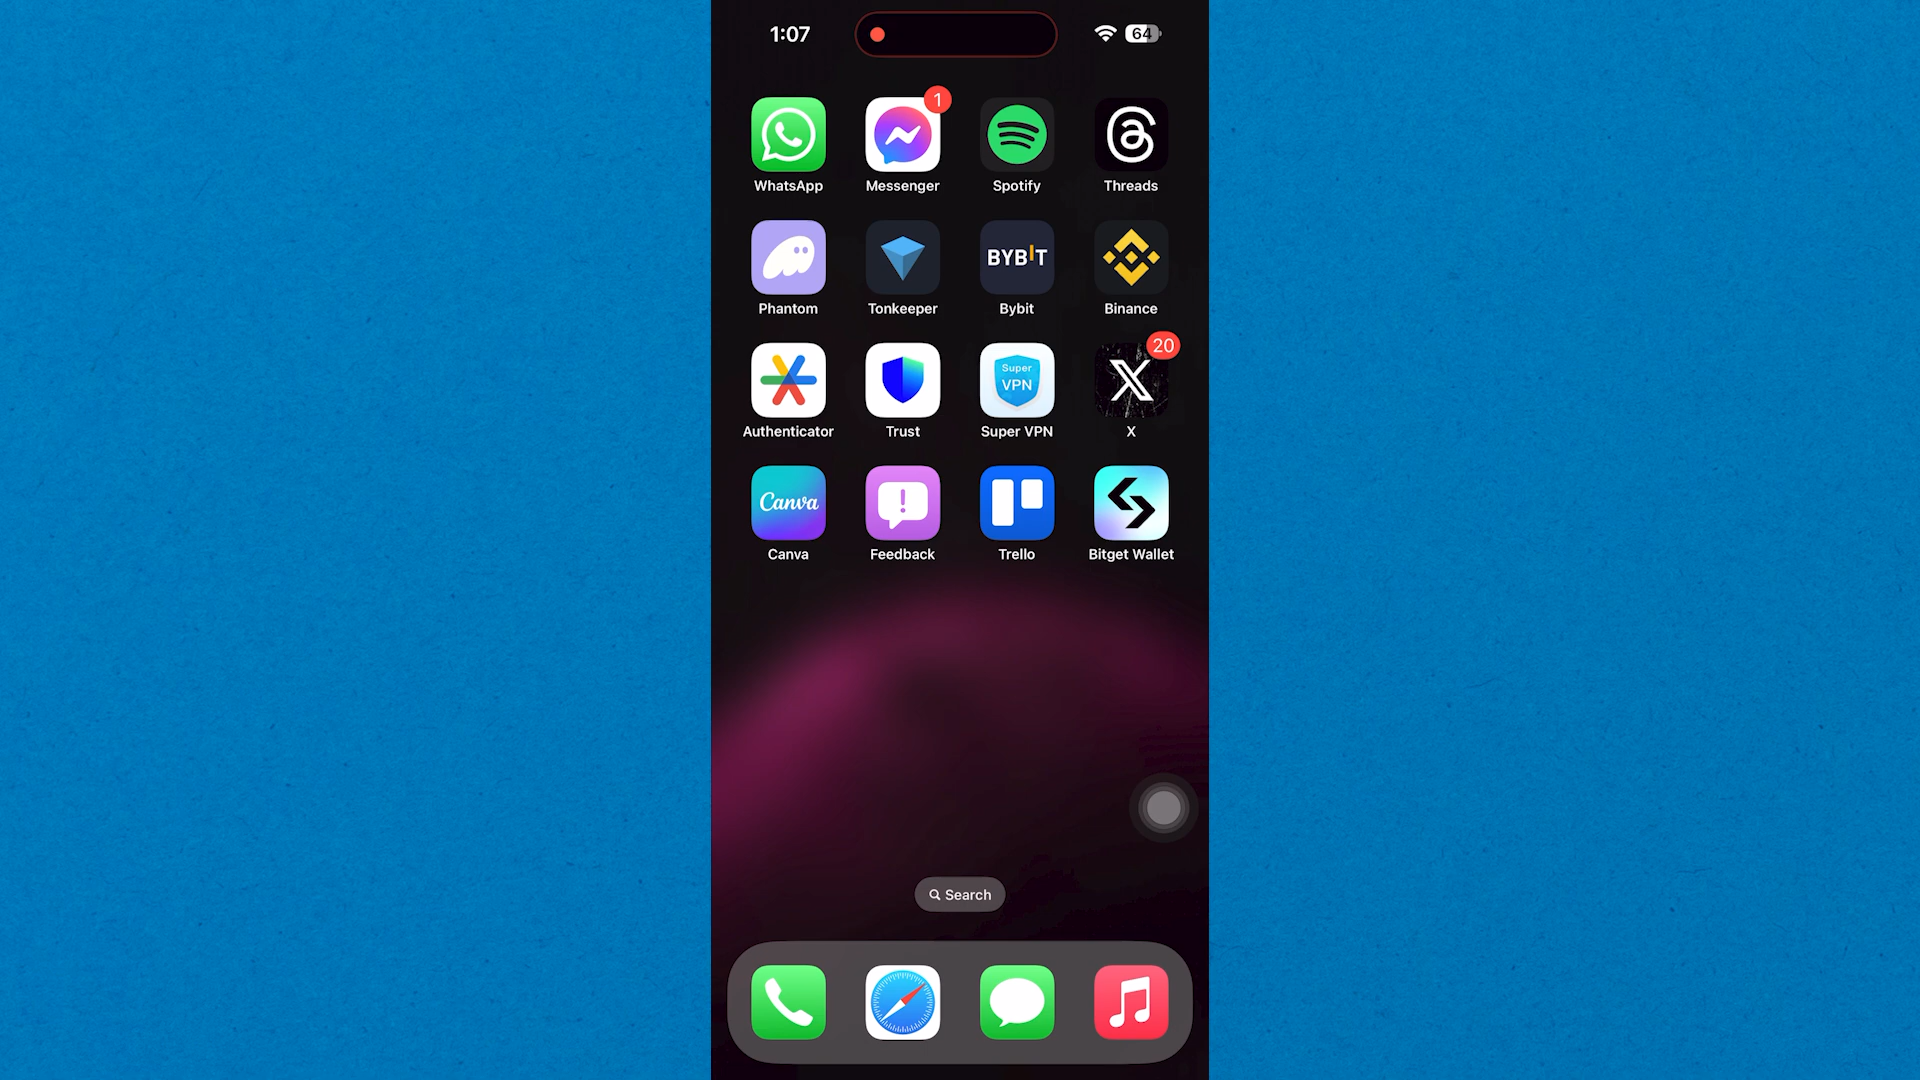 1:07
64
1
WhatsApp
Messenger
Spotify
Threads
BYBIT
Phantom
Tonkeeper
Bybit
Binance
20
Super
VPN
Authenticator
Trust
Super VPN
X
Canva
Canva
Feedback
Trello
Bitget Wallet
Search